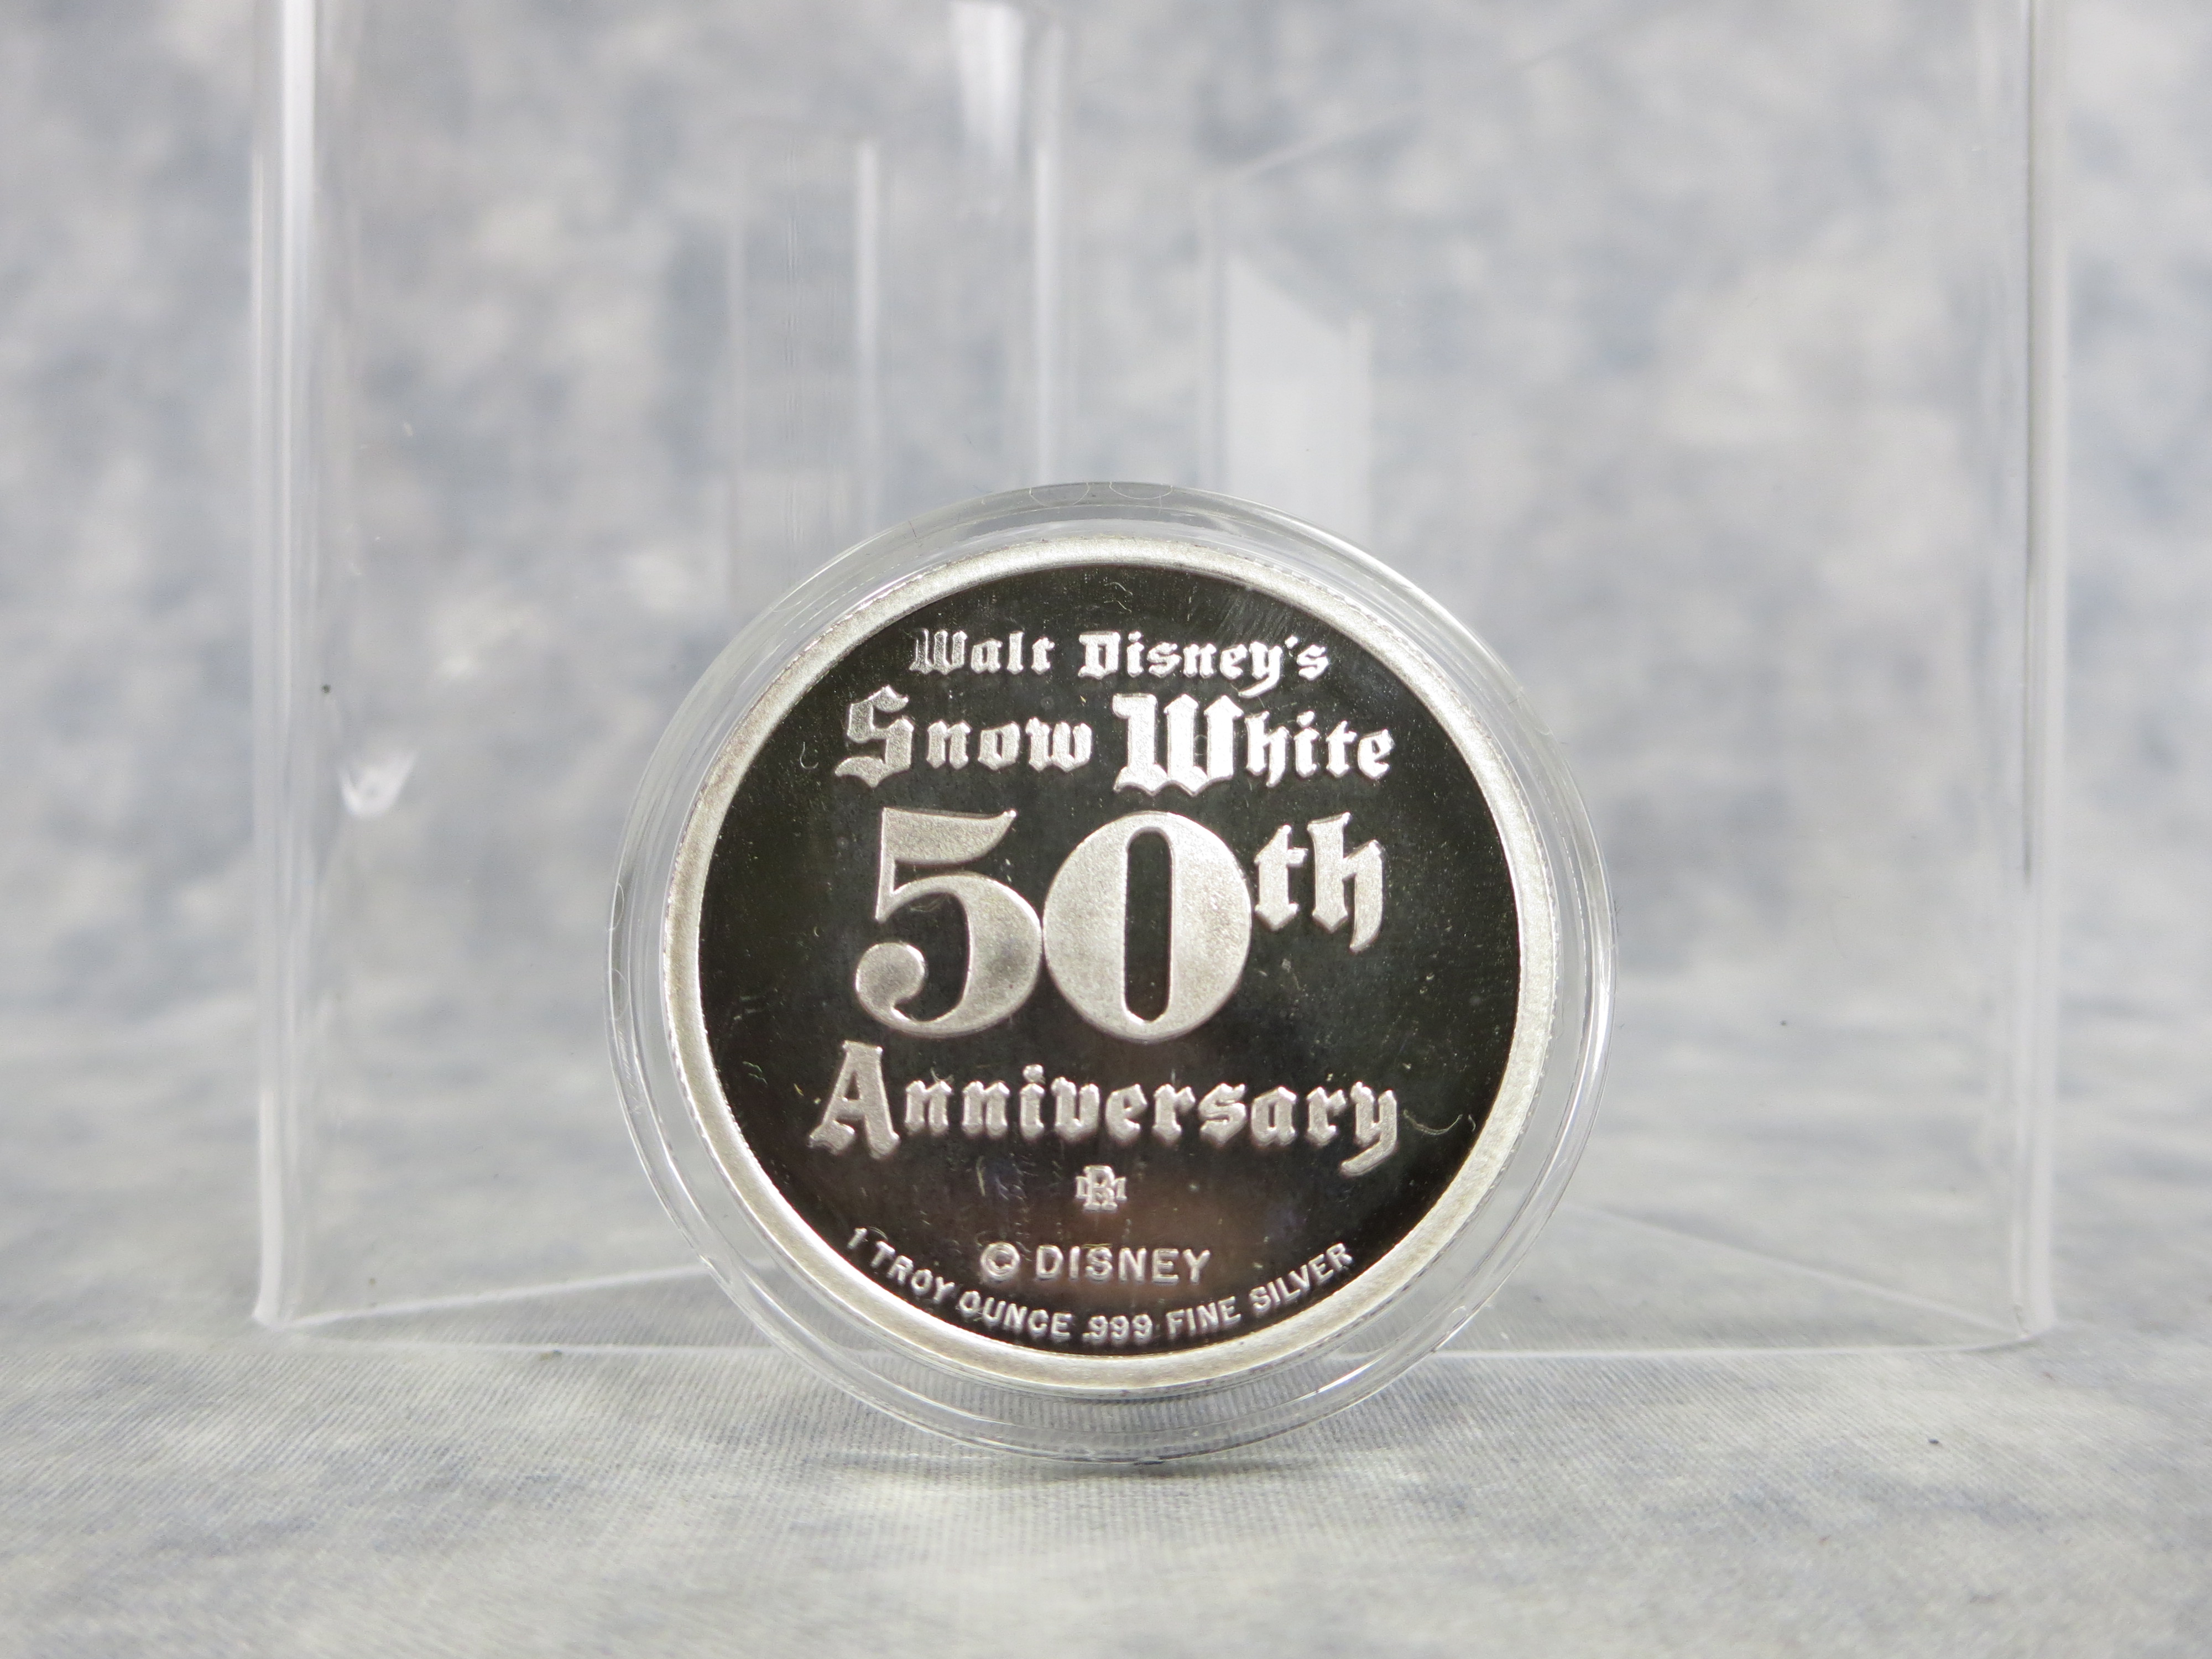 Walt Disney's
Snow White
50th
Anniversary
© DISNEY
1 TROY OUNCE .999 FINE SILVER